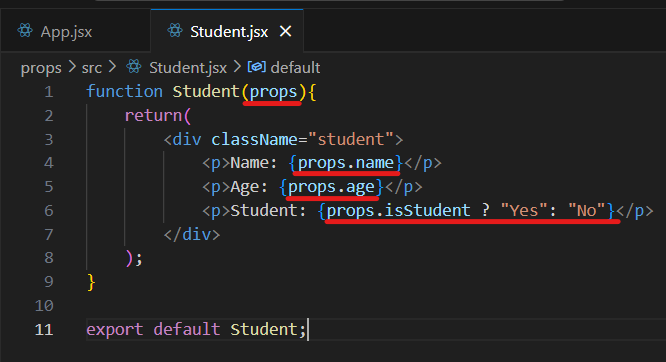 App.jsx
Student.jsx
props > src > Student.jsx > default
1 function Student(props){
2     return(
3         <div className="student">
4             <p>Name: {props.name}</p>
5             <p>Age: {props.age}</p>
6             <p>Student: {props.isStudent ? "Yes": "No"}</p>
7         </div>
8     );
9 }
10
11 export default Student;